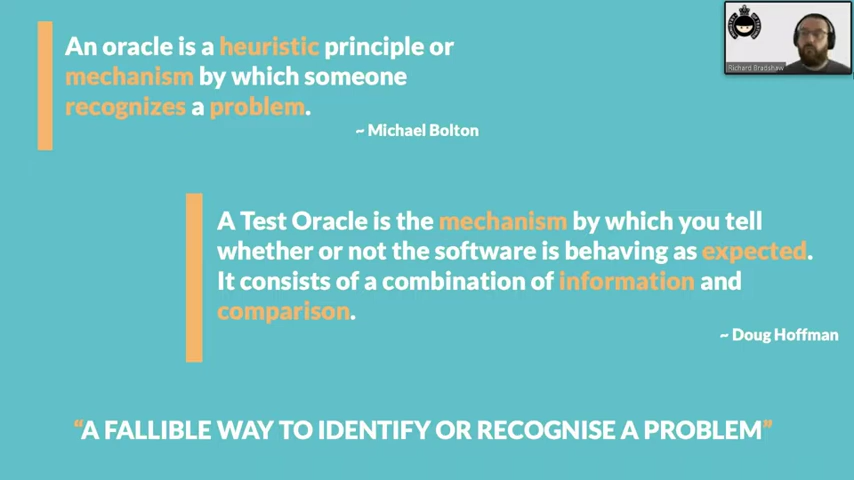 An oracle is a heuristic principle or
mechanism by which someone
recognizes a problem.
~ Michael Bolton
Richard Bradshaw
A Test Oracle is the mechanism by which you tell
whether or not the software is behaving as expected.
It consists of a combination of information and
comparison.
~ Doug Hoffman
“A FALLIBLE WAY TO IDENTIFY OR RECOGNISE A PROBLEM”